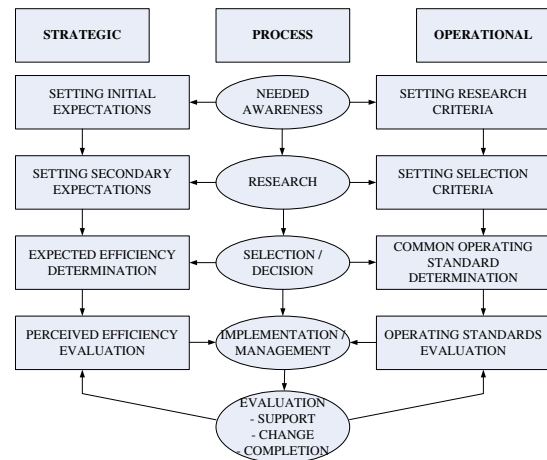 STRATEGIC
PROCESS
OPERATIONAL
SETTING INITIAL
EXPECTATIONS
NEEDED
AWARENESS
SETTING RESEARCH
CRITERIA
SETTING SECONDARY
EXPECTATIONS
RESEARCH
SETTING SELECTION
CRITERIA
EXPECTED EFFICIENCY
DETERMINATION
SELECTION /
DECISION
COMMON OPERATING
STANDARD
DETERMINATION
PERCEIVED EFFICIENCY
EVALUATION
IMPLEMENTATION /
MANAGEMENT
OPERATING STANDARDS
EVALUATION
EVALUATION
- SUPPORT
- CHANGE
- COMPLETION